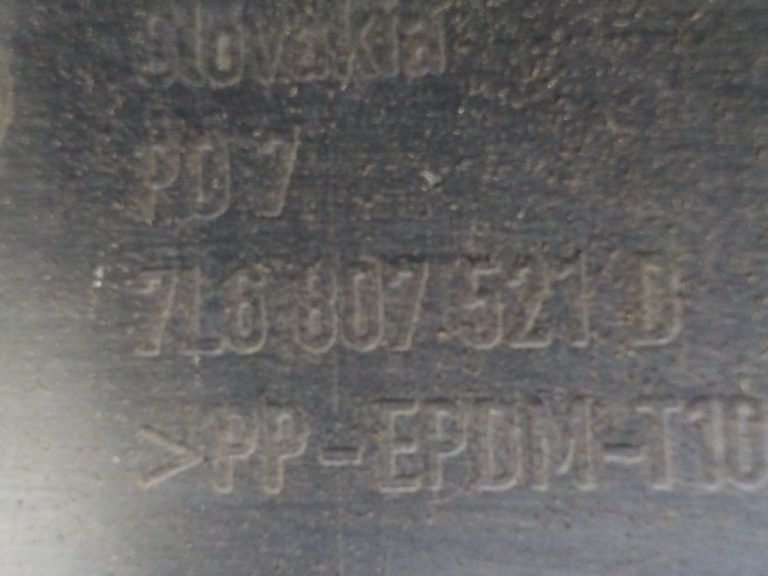 Slovakia
PD 7
7L6 807 521 D
>PP-EPDM-T10